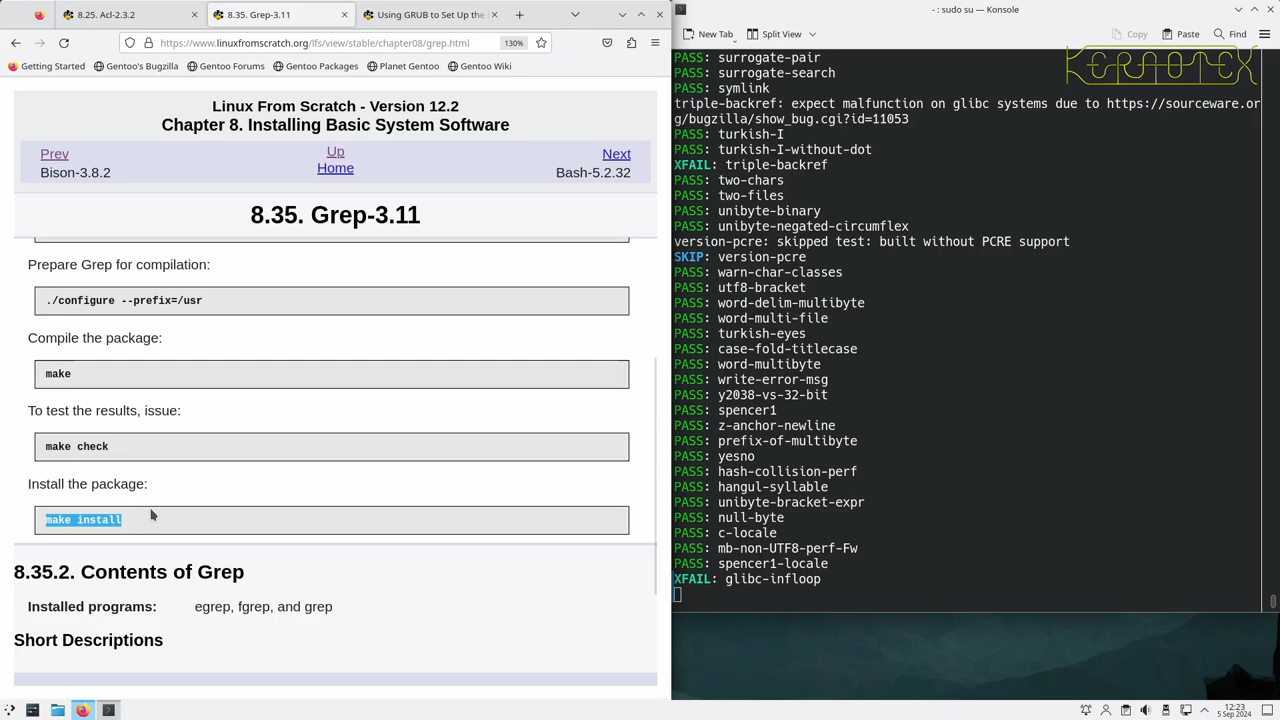 8.25. Acl-2.3.2
8.35. Grep-3.11
Using GRUB to Set Up the
https://www.linuxfromscratch.org/lfs/view/stable/chapter08/grep.html
130%
Getting Started
Gentoo's Bugzilla
Gentoo Forums
Gentoo Packages
Planet Gentoo
Gentoo Wiki
Linux From Scratch - Version 12.2
Chapter 8. Installing Basic System Software
Prev
Up
Next
Bison-3.8.2
Home
Bash-5.2.32
8.35. Grep-3.11
Prepare Grep for compilation:
./configure --prefix=/usr
Compile the package:
make
To test the results, issue:
make check
Install the package:
make install
8.35.2. Contents of Grep
Installed programs: egrep, fgrep, and grep
Short Descriptions
- : sudo su — Konsole
New Tab
Split View
Copy
Paste
Find
KERNOTEX
PASS: surrogate-pair
PASS: surrogate-search
PASS: symlink
triple-backref: expect malfunction on glibc systems due to https://sourceware.or
g/bugzilla/show_bug.cgi?id=11053
PASS: turkish-I
PASS: turkish-I-without-dot
XFAIL: triple-backref
PASS: two-chars
PASS: two-files
PASS: unibyte-binary
PASS: unibyte-negated-circumflex
version-pcre: skipped test: built without PCRE support
SKIP: version-pcre
PASS: warn-char-classes
PASS: utf8-bracket
PASS: word-delim-multibyte
PASS: word-multi-file
PASS: turkish-eyes
PASS: case-fold-titlecase
PASS: word-multibyte
PASS: write-error-msg
PASS: y2038-vs-32-bit
PASS: spencer1
PASS: z-anchor-newline
PASS: prefix-of-multibyte
PASS: yesno
PASS: hash-collision-perf
PASS: hangul-syllable
PASS: unibyte-bracket-expr
PASS: null-byte
PASS: c-locale
PASS: mb-non-UTF8-perf-Fw
PASS: spencer1-locale
XFAIL: glibc-infloop
12:23
5 Sep 2024